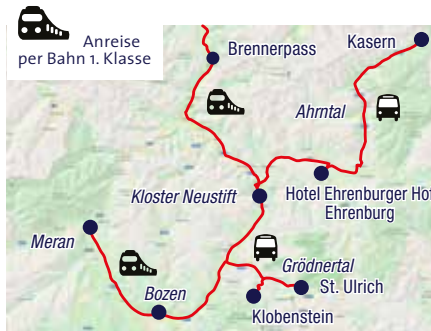 Anreise
per Bahn 1. Klasse
Brennerpass
Kasern
Ahrntal
Kloster Neustift
Hotel Ehrenburger Hof
Ehrenburg
Meran
Grödnertal
St. Ulrich
Bozen
Klobenstein